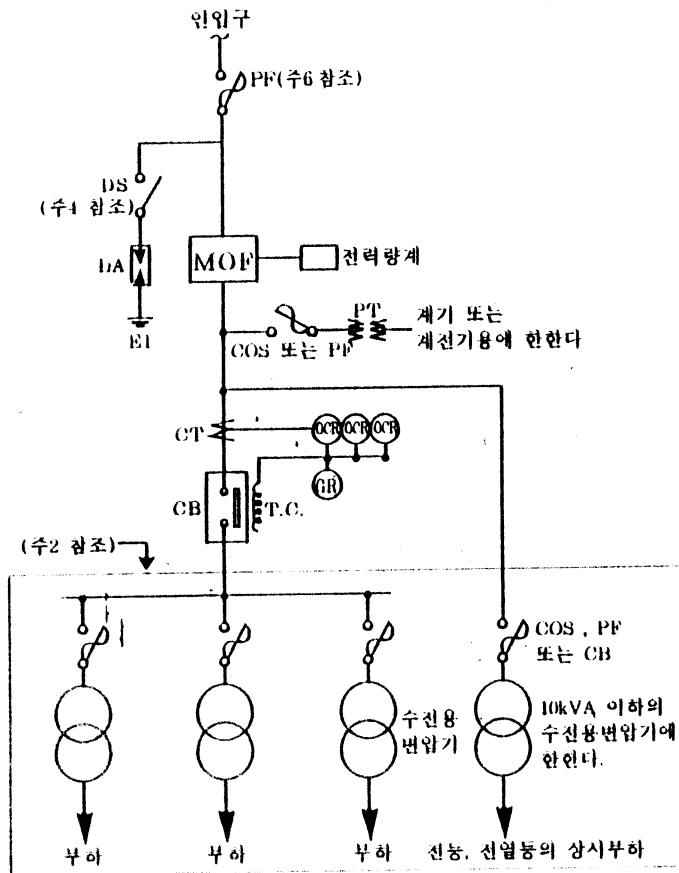 인입구
PF(주6 참조)
DS
(주4 참조)
LA
E1
MOF
전력량계
COS 또는 PF
PT
계기 또는
계전기용에 한한다
CT
OCR OCR OCR
GR
CB
T.C.
(주2 참조)
COS, PF
또는 CB
수전용
변압기
10kVA 이하의
수전용변압기에
한한다.
부하
부하
부하
전등, 전열등의 상시부하